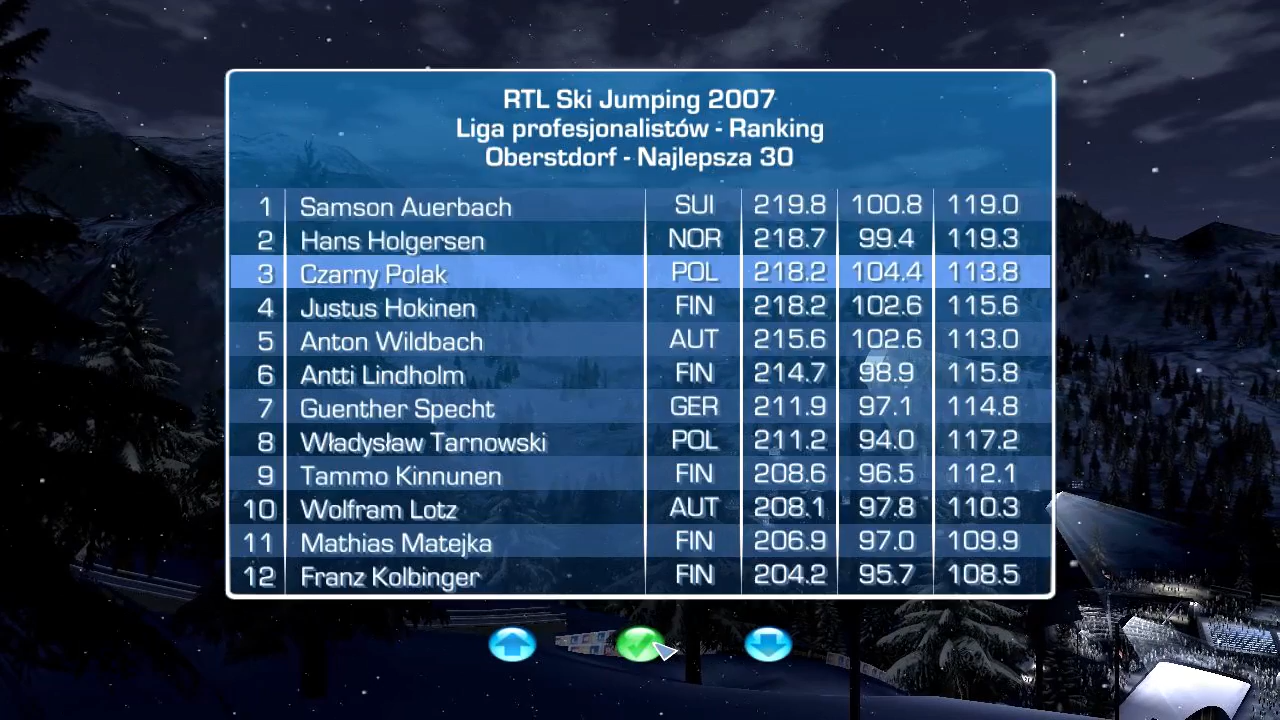 RTL Ski Jumping 2007
Liga profesjonalistów - Ranking
Oberstdorf - Najlepsza 30
1 Samson Auerbach SUI 219.8 100.8 119.0
2 Hans Holgersen NOR 218.7 99.4 119.3
3 Czarny Polak POL 218.2 104.4 113.8
4 Justus Hokinen FIN 218.2 102.6 115.6
5 Anton Wildbach AUT 215.6 102.6 113.0
6 Antti Lindholm FIN 214.7 98.9 115.8
7 Guenther Specht GER 211.9 97.1 114.8
8 Władysław Tarnowski POL 211.2 94.0 117.2
9 Tammo Kinnunen FIN 208.6 96.5 112.1
10 Wolfram Lotz AUT 208.1 97.8 110.3
11 Mathias Matejka FIN 206.9 97.0 109.9
12 Franz Kolbinger FIN 204.2 95.7 108.5